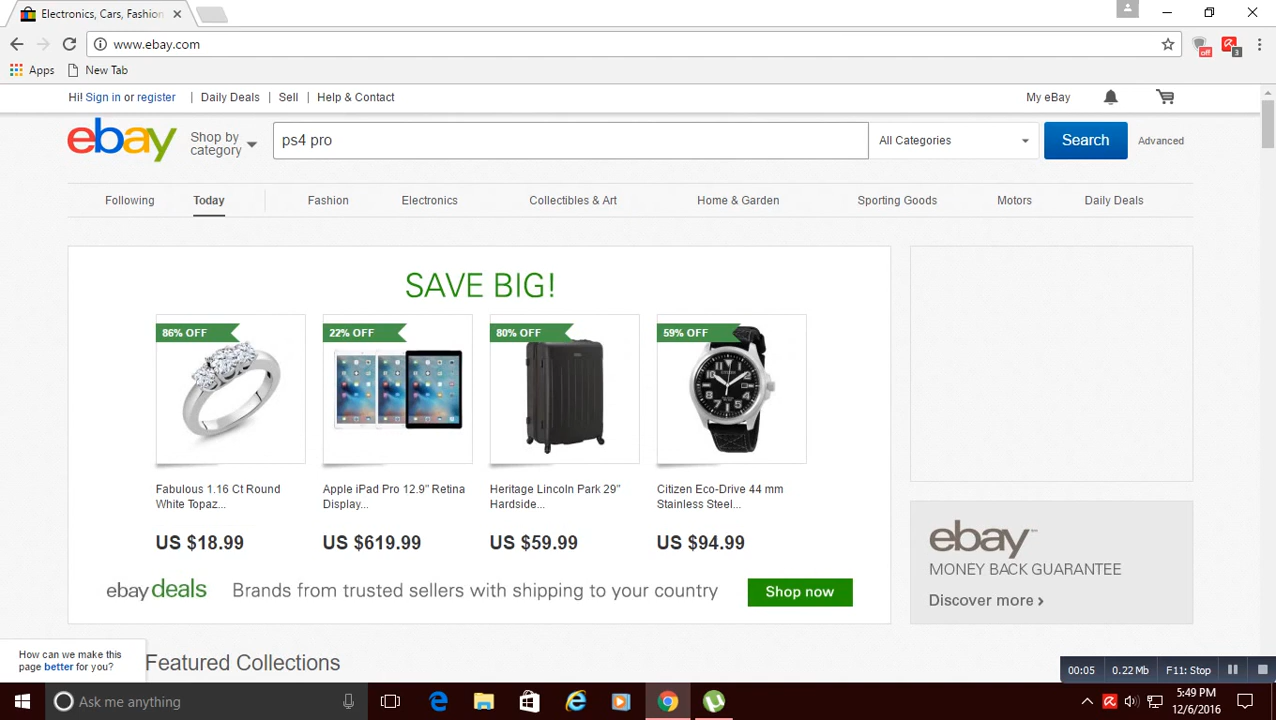 Electronics, Cars, Fashion
www.ebay.com
Apps New Tab
off 3
Hi! Sign in or register | Daily Deals | Sell | Help & Contact My eBay
ebay Shop by category ps4 pro All Categories Search Advanced
Following Today Fashion Electronics Collectibles & Art Home & Garden Sporting Goods Motors Daily Deals
SAVE BIG!
86% OFF 22% OFF 80% OFF 59% OFF
Fabulous 1.16 Ct Round White Topaz...
Apple iPad Pro 12.9" Retina Display...
Heritage Lincoln Park 29" Hardside...
Citizen Eco-Drive 44 mm Stainless Steel...
US $18.99 US $619.99 US $59.99 US $94.99
ebay deals Brands from trusted sellers with shipping to your country Shop now
ebay™
MONEY BACK GUARANTEE
Discover more
How can we make this
page better for you?
Featured Collections
00:05 0.22 Mb F11: Stop
Ask me anything
5:49 PM
12/6/2016